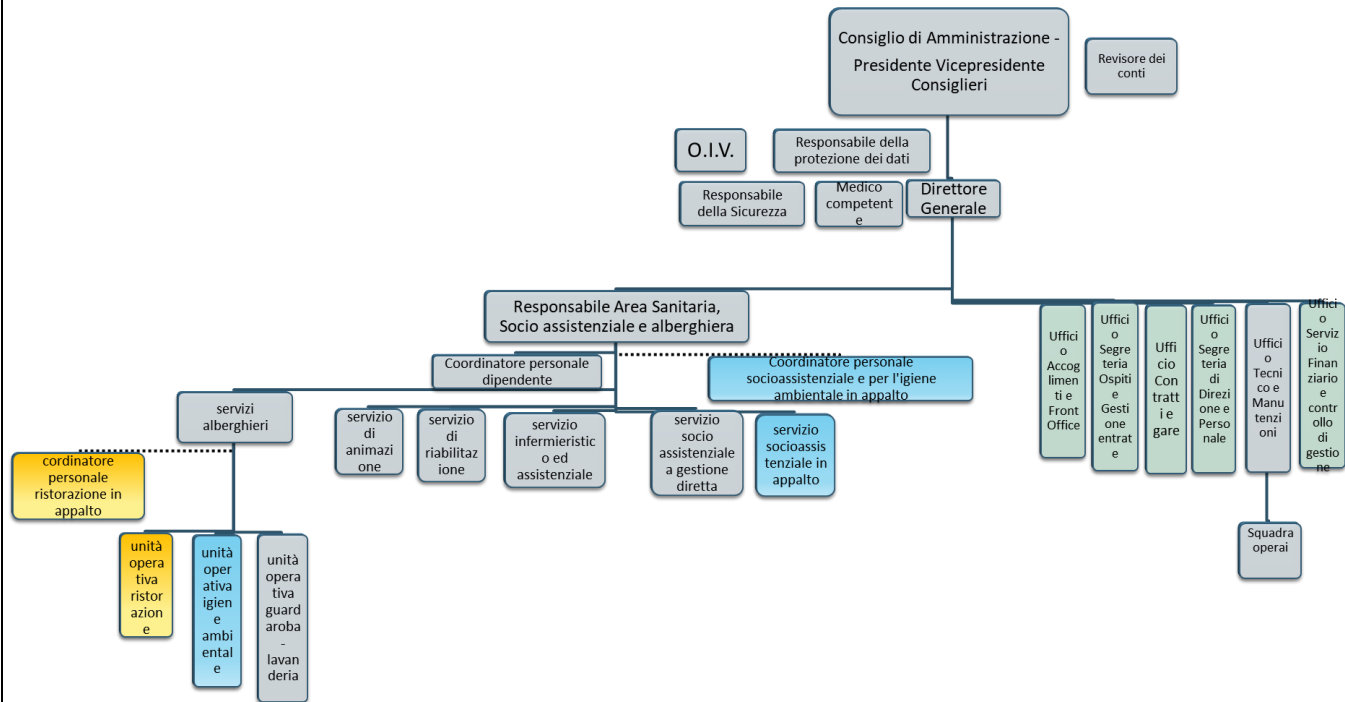 Consiglio di Amministrazione -
Presidente Vicepresidente
Consiglieri
Revisore dei
conti
O.I.V.
Responsabile della
protezione dei dati
Responsabile
della Sicurezza
Medico
competent
e
Direttore
Generale
Responsabile Area Sanitaria,
Socio assistenziale e alberghiera
Coordinatore personale
dipendente
Coordinatore personale
socioassistenziale e per l'igiene
ambientale in appalto
servizi
alberghieri
servizio
di
animazi
one
servizio
di
riabilitaz
ione
servizio
infermieristic
o ed
assistenziale
servizio
socio
assistenziale
a gestione
diretta
servizio
socioassis
tenziale in
appalto
cordinatore
personale
ristorazione in
appalto
unità
opera
tiva
ristor
azion
e
unità
oper
ativa
igien
e
ambi
ental
e
unità
opera
tiva
guard
aroba
-
lavan
deria
Uffici
o
Accog
limen
ti e
Front
Office
Uffici
o
Segre
teria
Ospiti
e
Gesti
one
entrat
e
Uffi
cio
Con
tratt
i e
gare
Uffici
o
Segre
teria
di
Direzi
one e
Perso
nale
Uffici
o
Tecni
co e
Manu
tenzi
oni
Uffici
o
Serviz
io
Finan
ziario
e
contr
ollo
di
gestio
ne
Squadra
operai